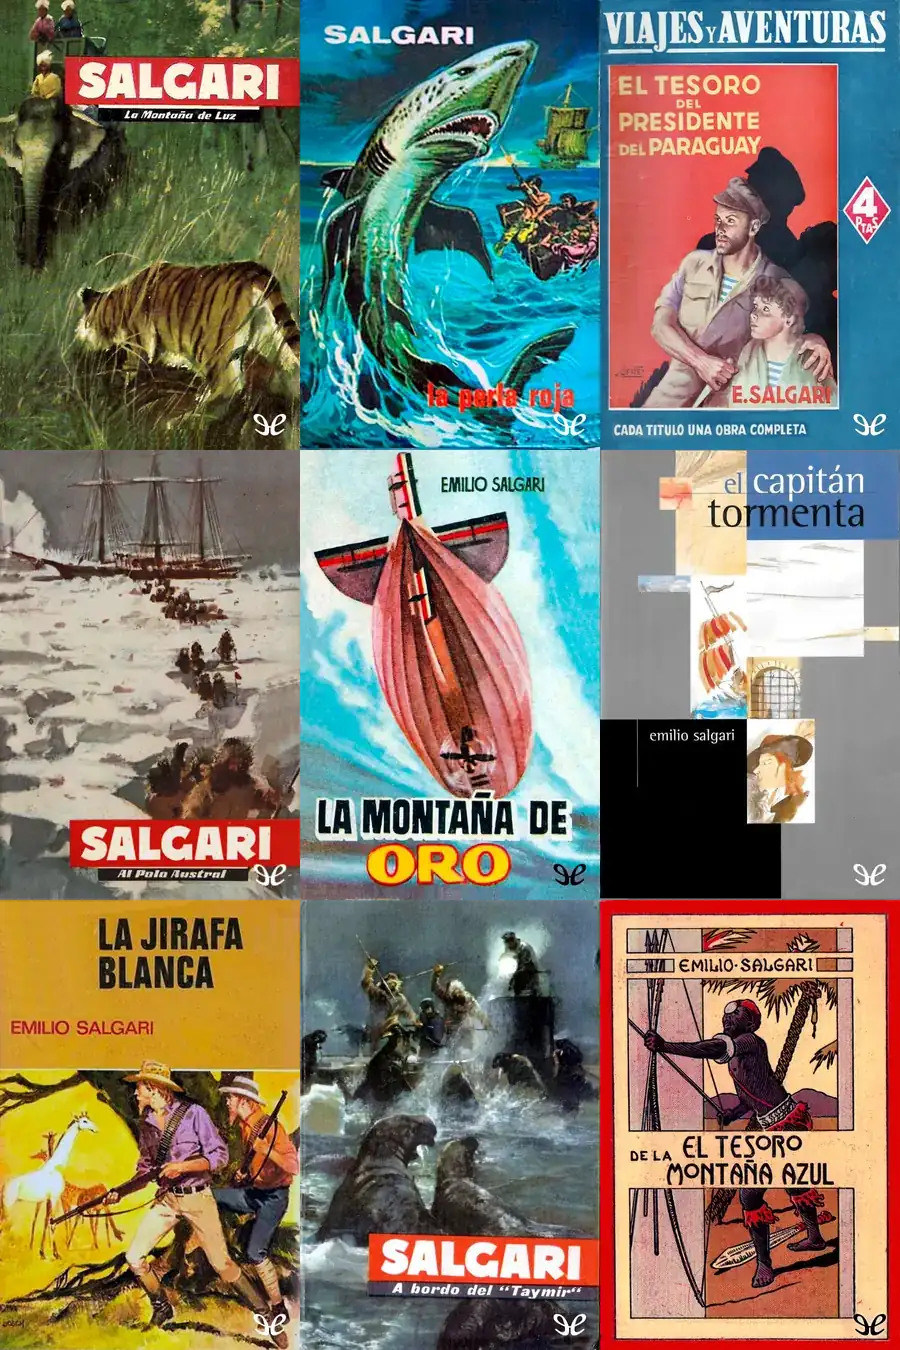 SALGARI
La Montaña de Luz
SALGARI
la perla roja
VIAJES Y AVENTURAS
EL TESORO
DEL
PRESIDENTE
DEL PARAGUAY
4
PTAS
E. SALGARI
CADA TITULO UNA OBRA COMPLETA
SALGARI
Al Polo Austral
EMILIO SALGARI
LA MONTAÑA DE
ORO
el capitán
tormenta
emilio salgari
LA JIRAFA
BLANCA
EMILIO SALGARI
SALGARI
A bordo del "Taymir"
EMILIO·SALGARI
EL TESORO
DE LA
MONTAÑA AZUL